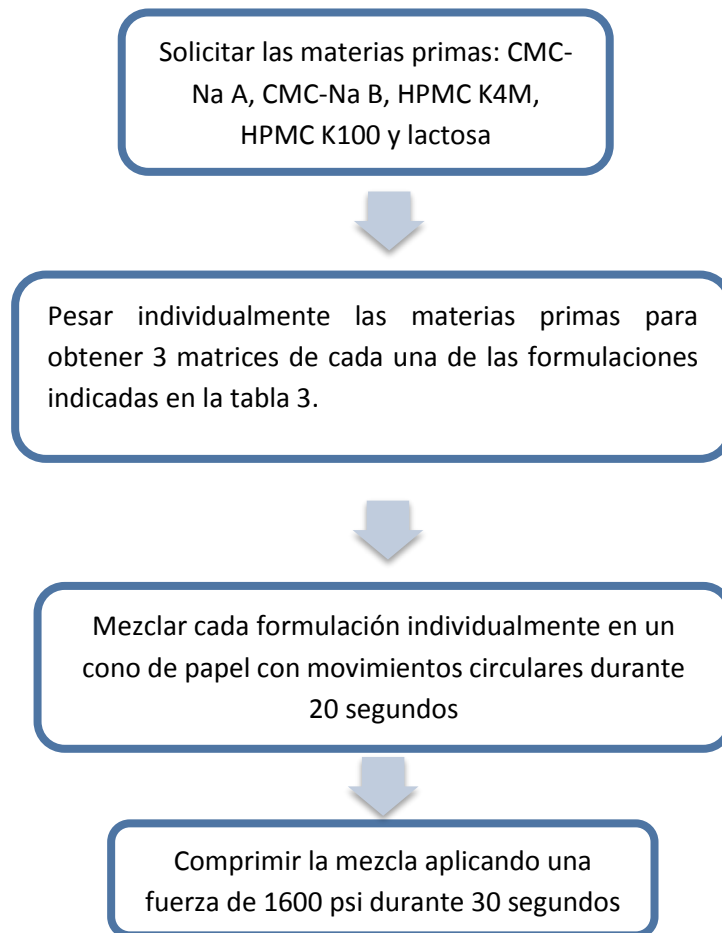 Solicitar las materias primas: CMC-
Na A, CMC-Na B, HPMC K4M,
HPMC K100 y lactosa
Pesar individualmente las materias primas para
obtener 3 matrices de cada una de las formulaciones
indicadas en la tabla 3.
Mezclar cada formulación individualmente en un
cono de papel con movimientos circulares durante
20 segundos
Comprimir la mezcla aplicando una
fuerza de 1600 psi durante 30 segundos